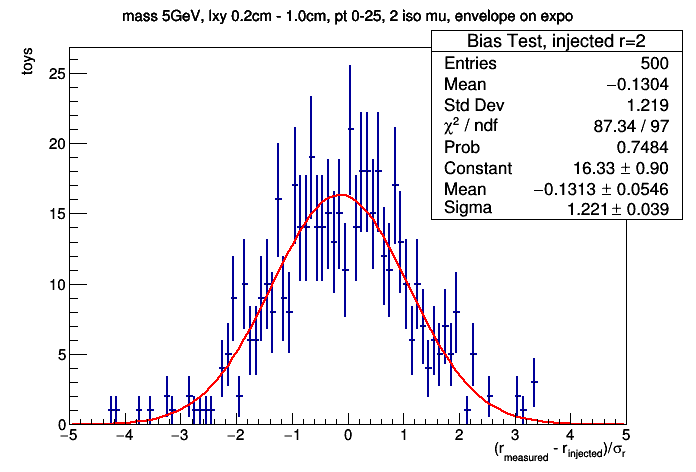 mass 5GeV, lxy 0.2cm - 1.0cm, pt 0-25, 2 iso mu, envelope on expo
Bias Test, injected r=2
Entries 500
Mean −0.1304
Std Dev 1.219
χ² / ndf 87.34 / 97
Prob 0.7484
Constant 16.33 ± 0.90
Mean −0.1313 ± 0.0546
Sigma 1.221 ± 0.039
toys
25
20
15
10
5
0
−5 −4 −3 −2 −1 0 1 2 3 4 5
(r_measured - r_injected)/σ_r